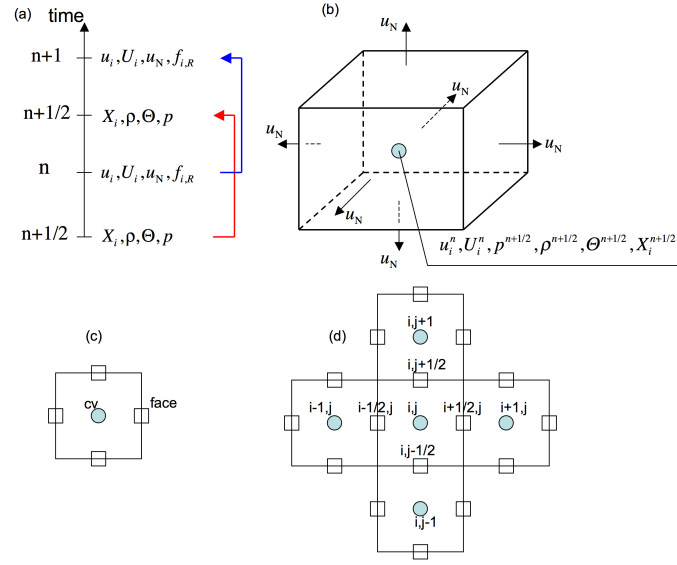 (a) time
n+1 u_i,U_i,u_N,f_{i,R}
n+1/2 X_i,ρ,Θ,p
n u_i,U_i,u_N,f_{i,R}
n+1/2 X_i,ρ,Θ,p
(b)
u_N
u_N
u_N
u_N
u_N
u_N
u_i^n,U_i^n,p^{n+1/2},ρ^{n+1/2},Θ^{n+1/2},X_i^{n+1/2}
(c)
cv
face
(d)
i,j+1
i,j+1/2
i-1,j i-1/2,j i,j i+1/2,j i+1,j
i,j-1/2
i,j-1